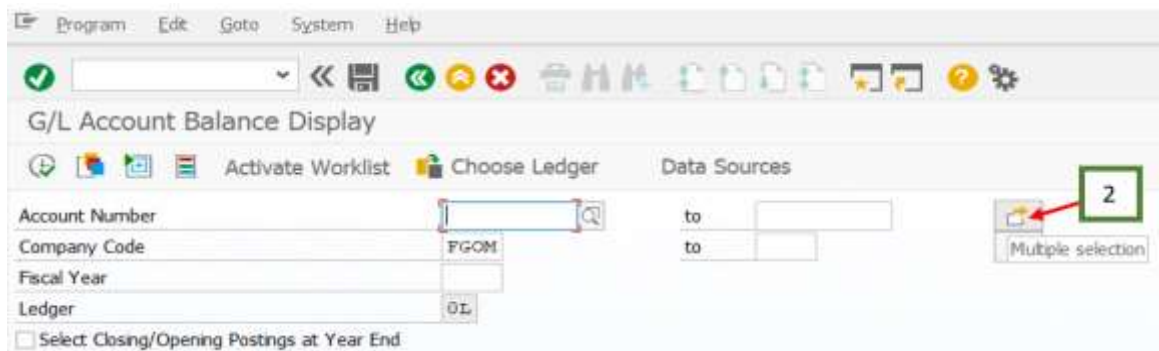 Program Edit Goto System Help
G/L Account Balance Display
Activate Worklist Choose Ledger Data Sources
2
Account Number to
Company Code FGOM to Multiple selection
Fiscal Year
Ledger 0L
Select Closing/Opening Postings at Year End